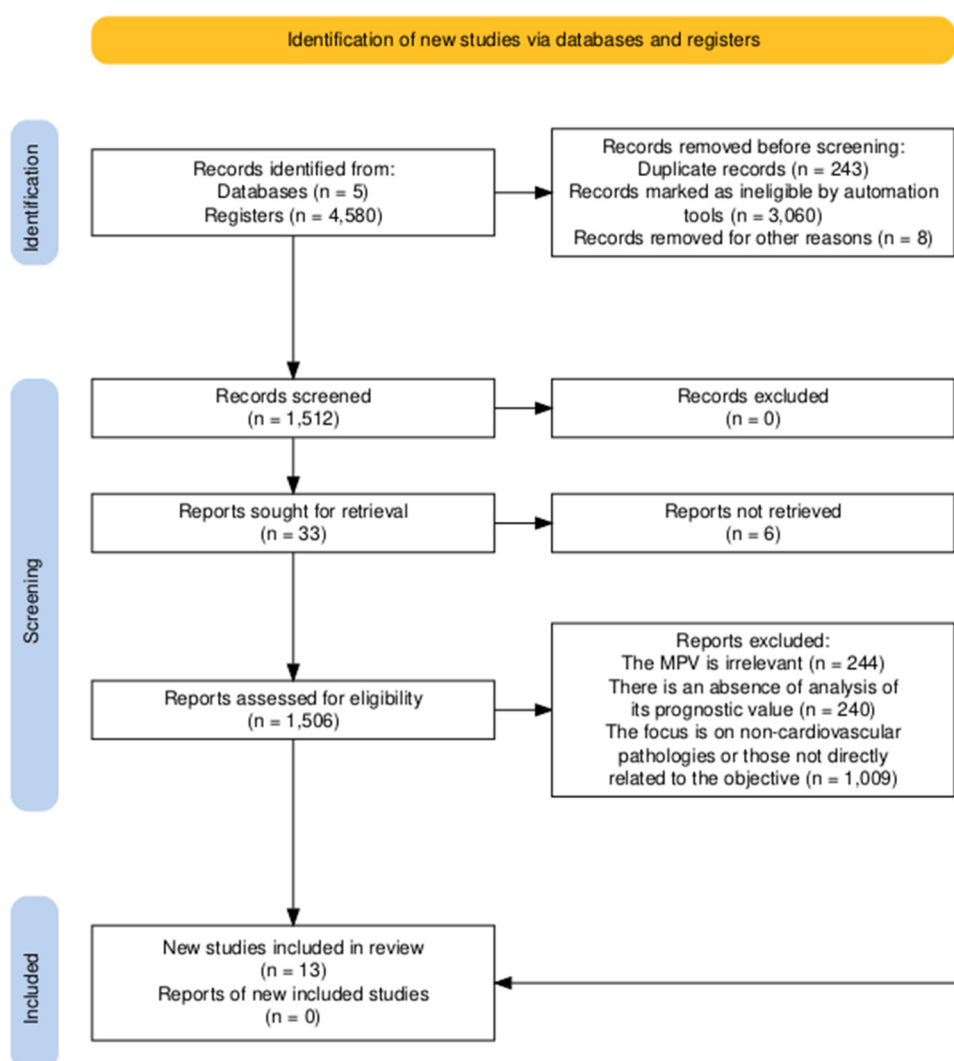 Identification of new studies via databases and registers
Identification
Records identified from:
Databases (n = 5)
Registers (n = 4,580)
Records removed before screening:
Duplicate records (n = 243)
Records marked as ineligible by automation
tools (n = 3,060)
Records removed for other reasons (n = 8)
Screening
Records screened
(n = 1,512)
Records excluded
(n = 0)
Reports sought for retrieval
(n = 33)
Reports not retrieved
(n = 6)
Reports assessed for eligibility
(n = 1,506)
Reports excluded:
The MPV is irrelevant (n = 244)
There is an absence of analysis of
its prognostic value (n = 240)
The focus is on non-cardiovascular
pathologies or those not directly
related to the objective (n = 1,009)
Included
New studies included in review
(n = 13)
Reports of new included studies
(n = 0)